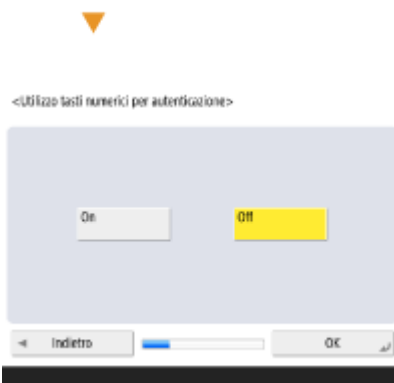 <Utilizzo tasti numerici per autenticazione>
On
Off
Indietro
OK